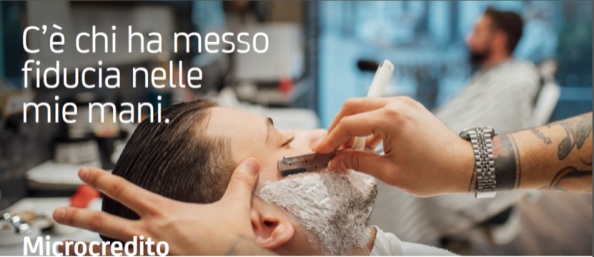 C'è chi ha messo
fiducia nelle
mie mani.
Microcredito